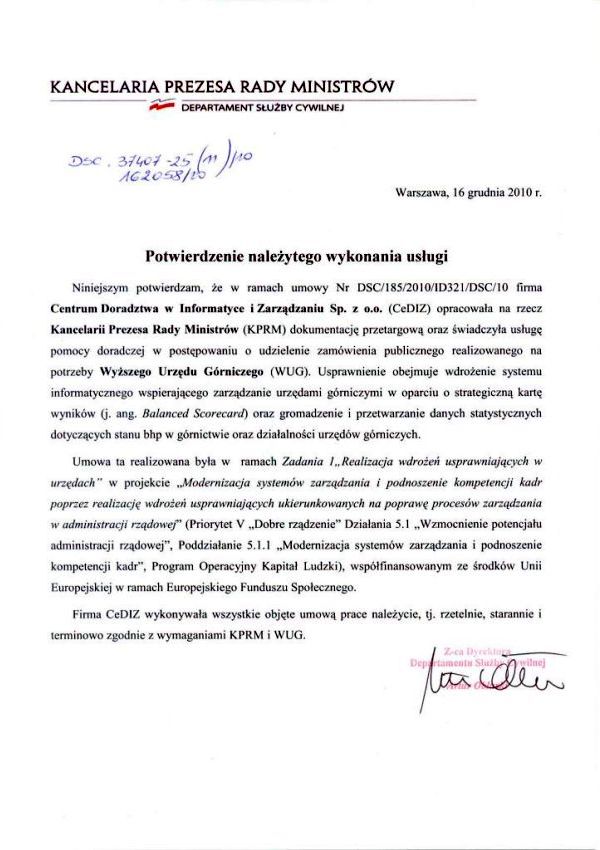 KANCELARIA PREZESA RADY MINISTRÓW
DEPARTAMENT SŁUŻBY CYWILNEJ
DSC. 37407-25(11)/10
162058/10
Warszawa, 16 grudnia 2010 r.
Potwierdzenie należytego wykonania usługi
Niniejszym potwierdzam, że w ramach umowy Nr DSC/185/2010/ID321/DSC/10 firma
Centrum Doradztwa w Informatyce i Zarządzaniu Sp. z o.o. (CeDIZ) opracowała na rzecz
Kancelarii Prezesa Rady Ministrów (KPRM) dokumentację przetargową oraz świadczyła usługę
pomocy doradczej w postępowaniu o udzielenie zamówienia publicznego realizowanego na
potrzeby Wyższego Urzędu Górniczego (WUG). Usprawnienie obejmuje wdrożenie systemu
informatycznego wspierającego zarządzanie urzędami górniczymi w oparciu o strategiczną kartę
wyników (j. ang. Balanced Scorecard) oraz gromadzenie i przetwarzanie danych statystycznych
dotyczących stanu bhp w górnictwie oraz działalności urzędów górniczych.
Umowa ta realizowana była w ramach Zadania 1„Realizacja wdrożeń usprawniających w
urzędach" w projekcie „Modernizacja systemów zarządzania i podnoszenie kompetencji kadr
poprzez realizację wdrożeń usprawniających ukierunkowanych na poprawę procesów zarządzania
w administracji rządowej" (Priorytet V „Dobre rządzenie" Działania 5.1 „Wzmocnienie potencjału
administracji rządowej", Poddziałanie 5.1.1 „Modernizacja systemów zarządzania i podnoszenie
kompetencji kadr", Program Operacyjny Kapitał Ludzki), współfinansowanym ze środków Unii
Europejskiej w ramach Europejskiego Funduszu Społecznego.
Firma CeDIZ wykonywała wszystkie objęte umową prace należycie, tj. rzetelnie, starannie i
terminowo zgodnie z wymaganiami KPRM i WUG.
Z-ca Dyrektora
Departamentu Służby Cywilnej